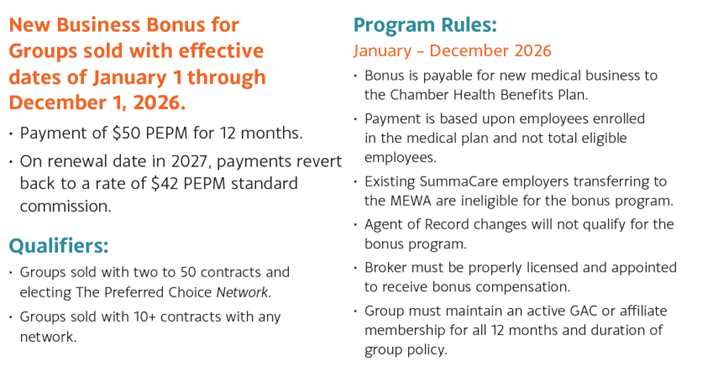 New Business Bonus for
Groups sold with effective
dates of January 1 through
December 1, 2026.
• Payment of $50 PEPM for 12 months.
• On renewal date in 2027, payments revert
back to a rate of $42 PEPM standard
commission.
Qualifiers:
• Groups sold with two to 50 contracts and
electing The Preferred Choice Network.
• Groups sold with 10+ contracts with any
network.
Program Rules:
January – December 2026
• Bonus is payable for new medical business to
the Chamber Health Benefits Plan.
• Payment is based upon employees enrolled
in the medical plan and not total eligible
employees.
• Existing SummaCare employers transferring to
the MEWA are ineligible for the bonus program.
• Agent of Record changes will not qualify for the
bonus program.
• Broker must be properly licensed and appointed
to receive bonus compensation.
• Group must maintain an active GAC or affiliate
membership for all 12 months and duration of
group policy.